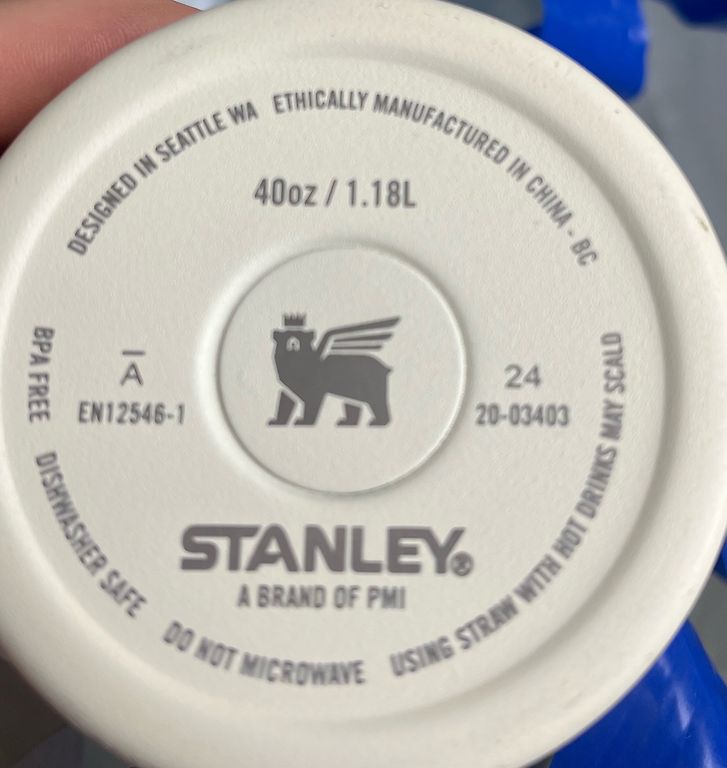 DESIGNED IN SEATTLE WA
ETHICALLY MANUFACTURED IN CHINA - BC
40oz / 1.18L
A
EN12546-1
24
20-03403
STANLEY®
A BRAND OF PMI
BPA FREE
DISHWASHER SAFE
DO NOT MICROWAVE
USING STRAW WITH HOT DRINKS MAY SCALD